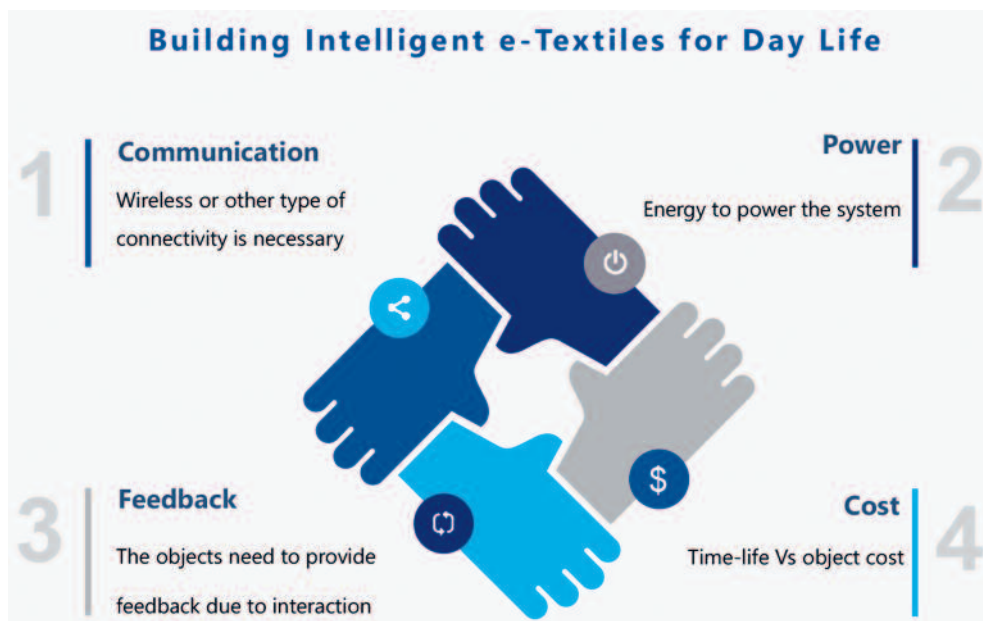 Building Intelligent e-Textiles for Day Life
1
Communication
Wireless or other type of
connectivity is necessary
Power
2
Energy to power the system
3
Feedback
The objects need to provide
feedback due to interaction
Cost
4
Time-life Vs object cost
$